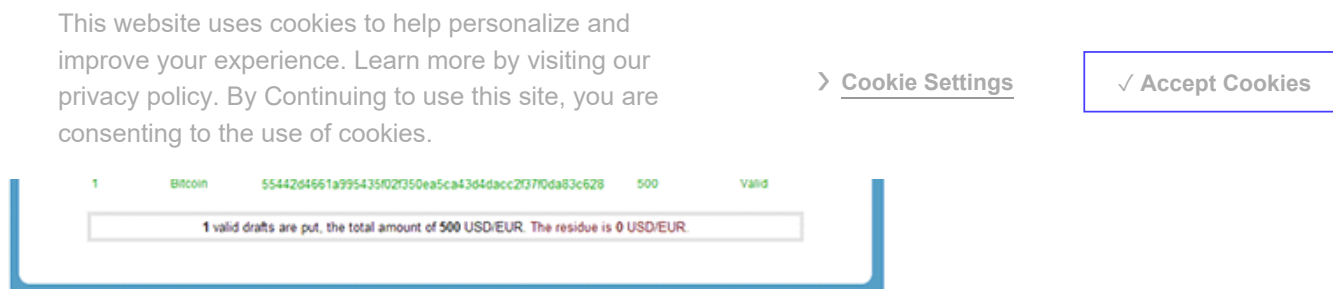 This website uses cookies to help personalize and
improve your experience. Learn more by visiting our
privacy policy. By Continuing to use this site, you are
consenting to the use of cookies.
❯ Cookie Settings
✓ Accept Cookies
1 Bitcoin 55442d4661a995435f02f350ea5ca43d4dacc2f37f0da83c628 500 Valid
1 valid drafts are put, the total amount of 500 USD/EUR. The residue is 0 USD/EUR.